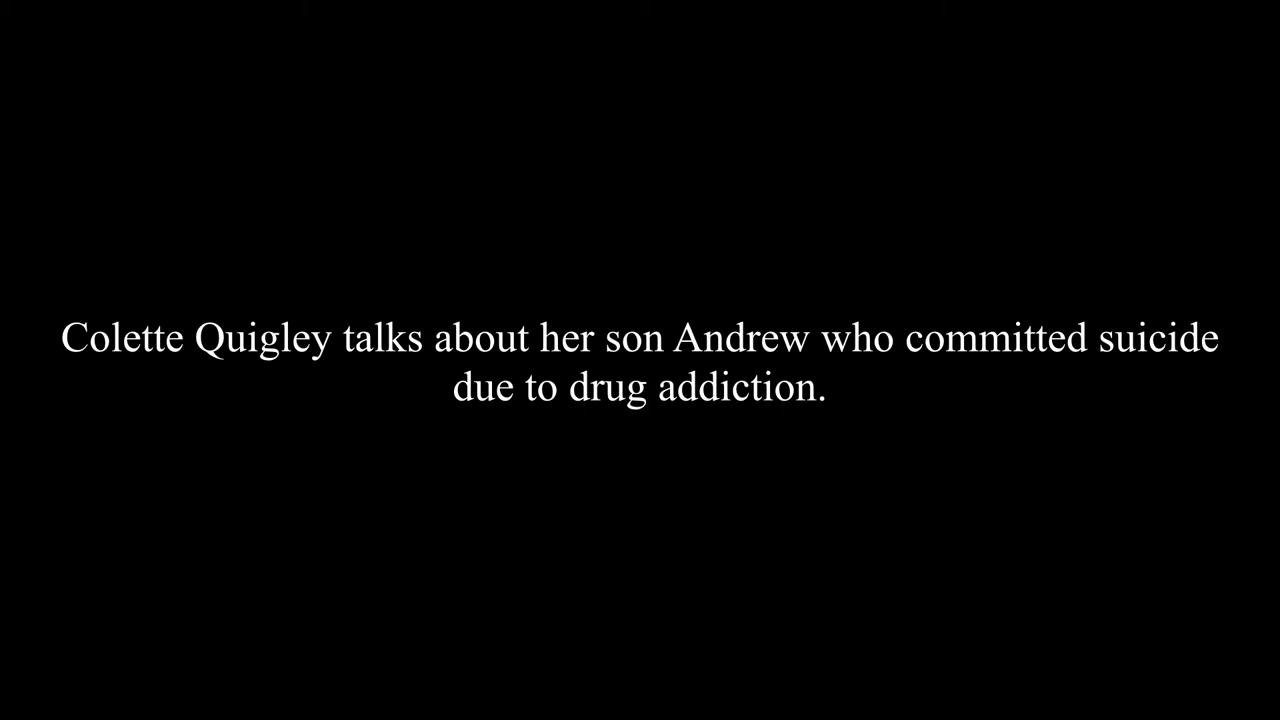 Colette Quigley talks about her son Andrew who committed suicide
due to drug addiction.